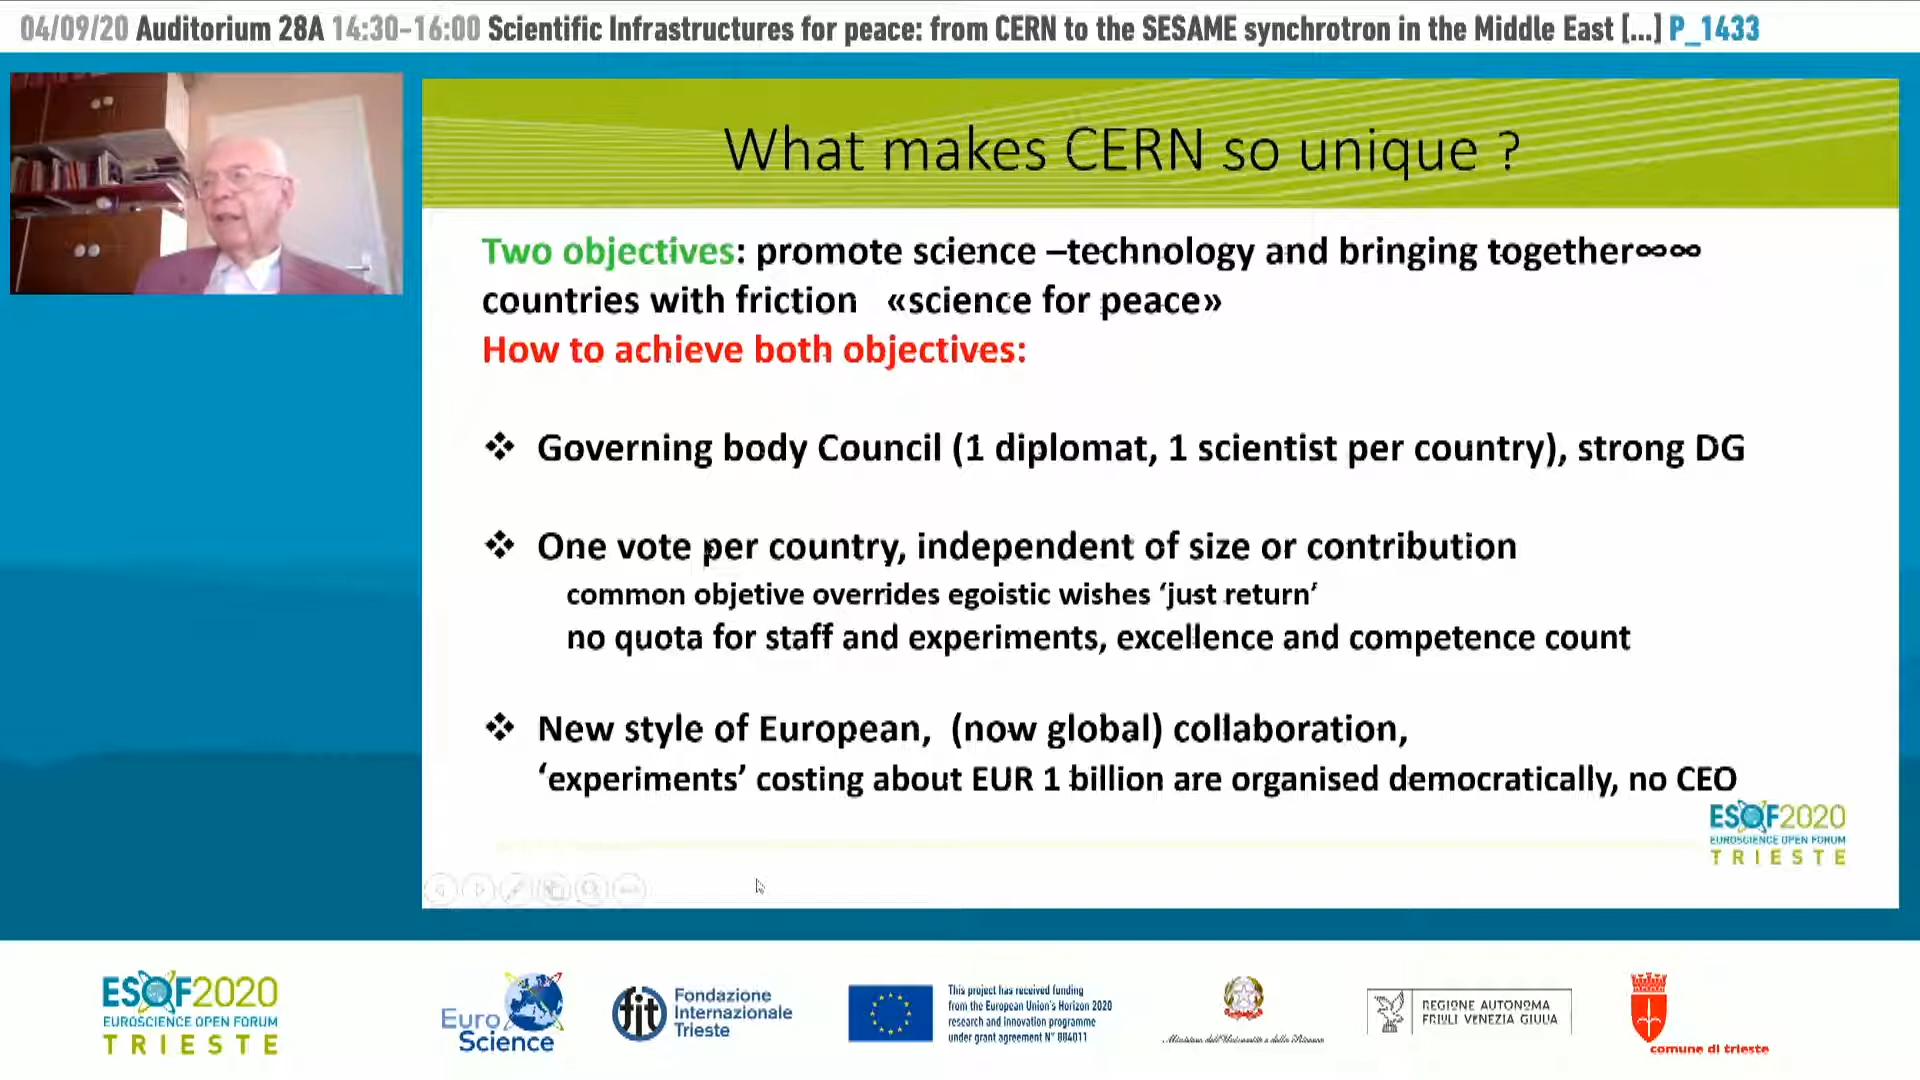 04/09/20 Auditorium 28A 14:30-16:00 Scientific Infrastructures for peace: from CERN to the SESAME synchrotron in the Middle East [...] P_1433
What makes CERN so unique ?
Two objectives: promote science –technology and bringing together∞∞
countries with friction «science for peace»
How to achieve both objectives:
❖ Governing body Council (1 diplomat, 1 scientist per country), strong DG
❖ One vote per country, independent of size or contribution
common objetive overrides egoistic wishes ‘just return’
no quota for staff and experiments, excellence and competence count
❖ New style of European, (now global) collaboration,
‘experiments’ costing about EUR 1 billion are organised democratically, no CEO
ESOF2020
EUROSCIENCE OPEN FORUM
TRIESTE
ESOF2020
EUROSCIENCE OPEN FORUM
TRIESTE
Euro
Science
fit
Fondazione
Internazionale
Trieste
This project has received funding
from the European Union's Horizon 2020
research and innovation programme
under grant agreement N° 884011
Ministero dell'Università e della Ricerca
REGIONE AUTONOMA
FRIULI VENEZIA GIULIA
comune di trieste